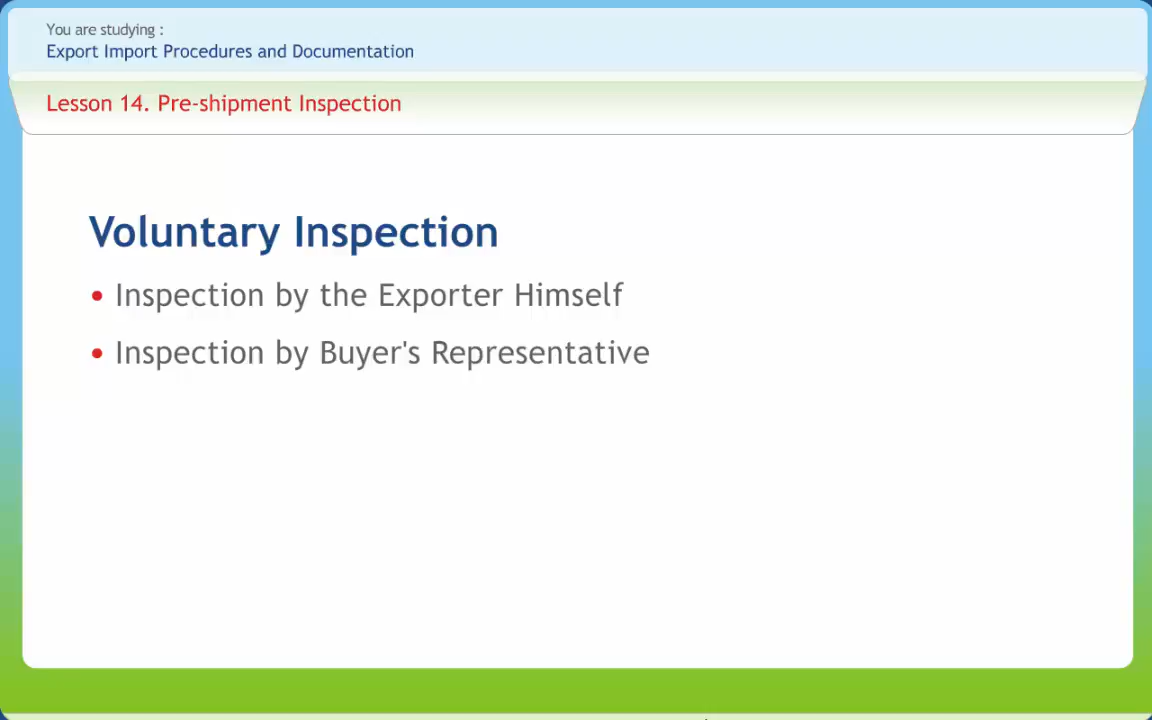 You are studying :
Export Import Procedures and Documentation
Lesson 14. Pre-shipment Inspection
Voluntary Inspection
• Inspection by the Exporter Himself
• Inspection by Buyer's Representative